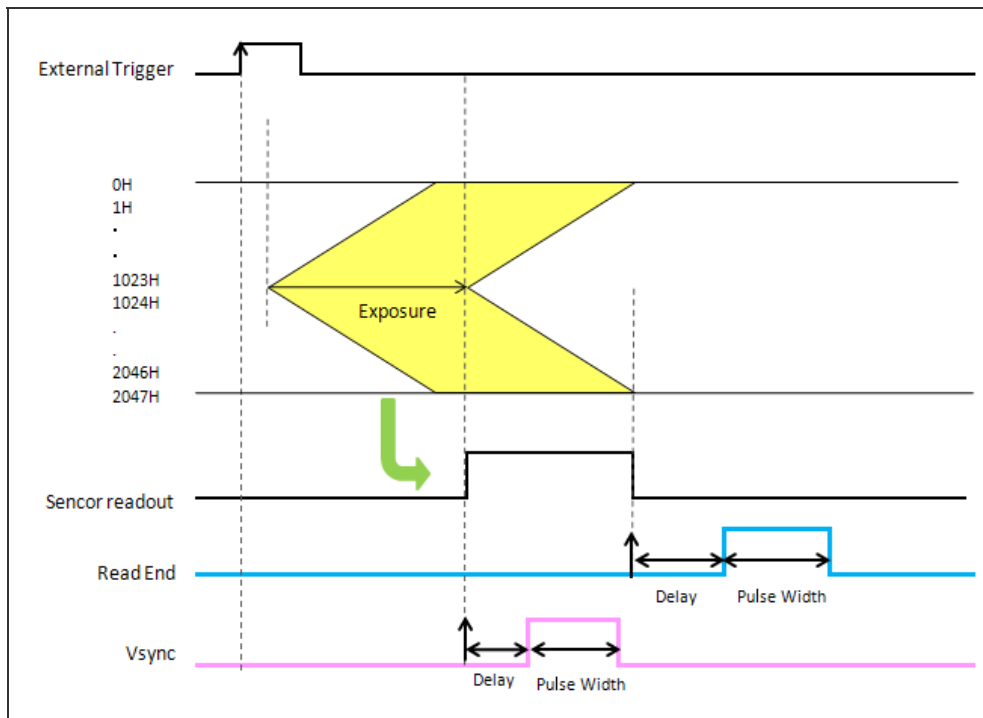 External Trigger
0H
1H
.
.
1023H
1024H
.
.
2046H
2047H
Exposure
Sencor readout
Read End
Delay
Pulse Width
Vsync
Delay
Pulse Width